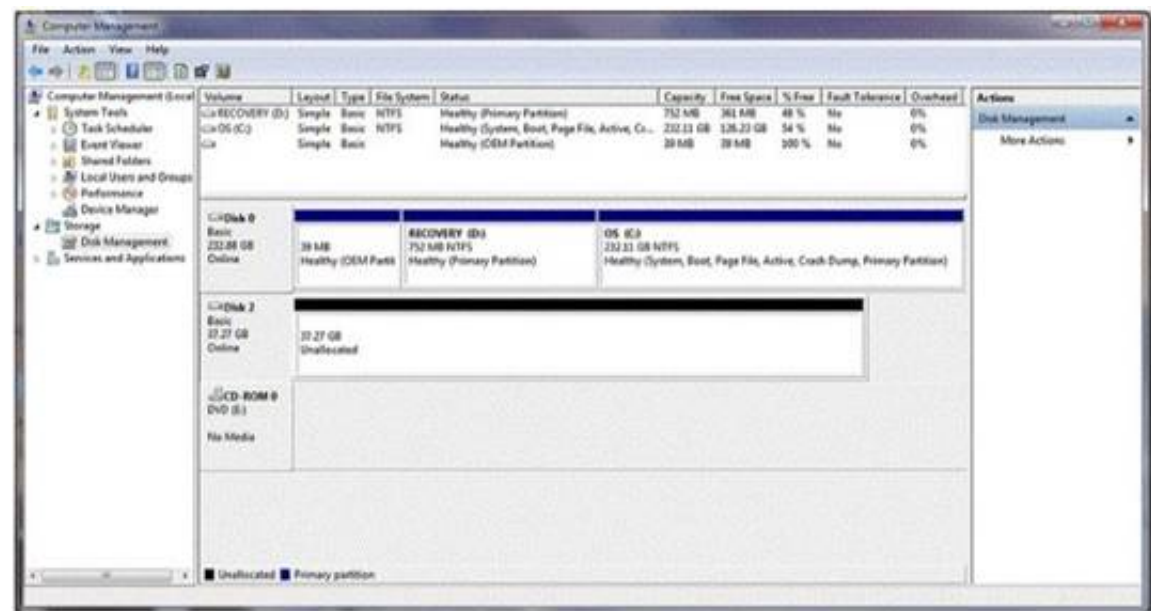 Computer Management
File Action View Help
Computer Management (Local
System Tools
Task Scheduler
Event Viewer
Shared Folders
Local Users and Groups
Performance
Device Manager
Storage
Disk Management
Services and Applications
Volume Layout Type File System Status Capacity Free Space % Free Fault Tolerance Overhead
RECOVERY (D:) Simple Basic NTFS Healthy (Primary Partition) 752 MB 361 MB 48 % No 0%
OS (C:) Simple Basic NTFS Healthy (System, Boot, Page File, Active, Cr... 232.11 GB 126.23 GB 54 % No 0%
Simple Basic Healthy (OEM Partition) 39 MB 39 MB 100 % No 0%
Disk 0
Basic
232.88 GB
Online
39 MB
Healthy (OEM Partit
RECOVERY (D:)
752 MB NTFS
Healthy (Primary Partition)
OS (C:)
232.11 GB NTFS
Healthy (System, Boot, Page File, Active, Crash Dump, Primary Partition)
Disk 2
Basic
37.27 GB
Online
37.27 GB
Unallocated
CD-ROM 0
DVD (E:)
No Media
Unallocated Primary partition
Actions
Disk Management
More Actions